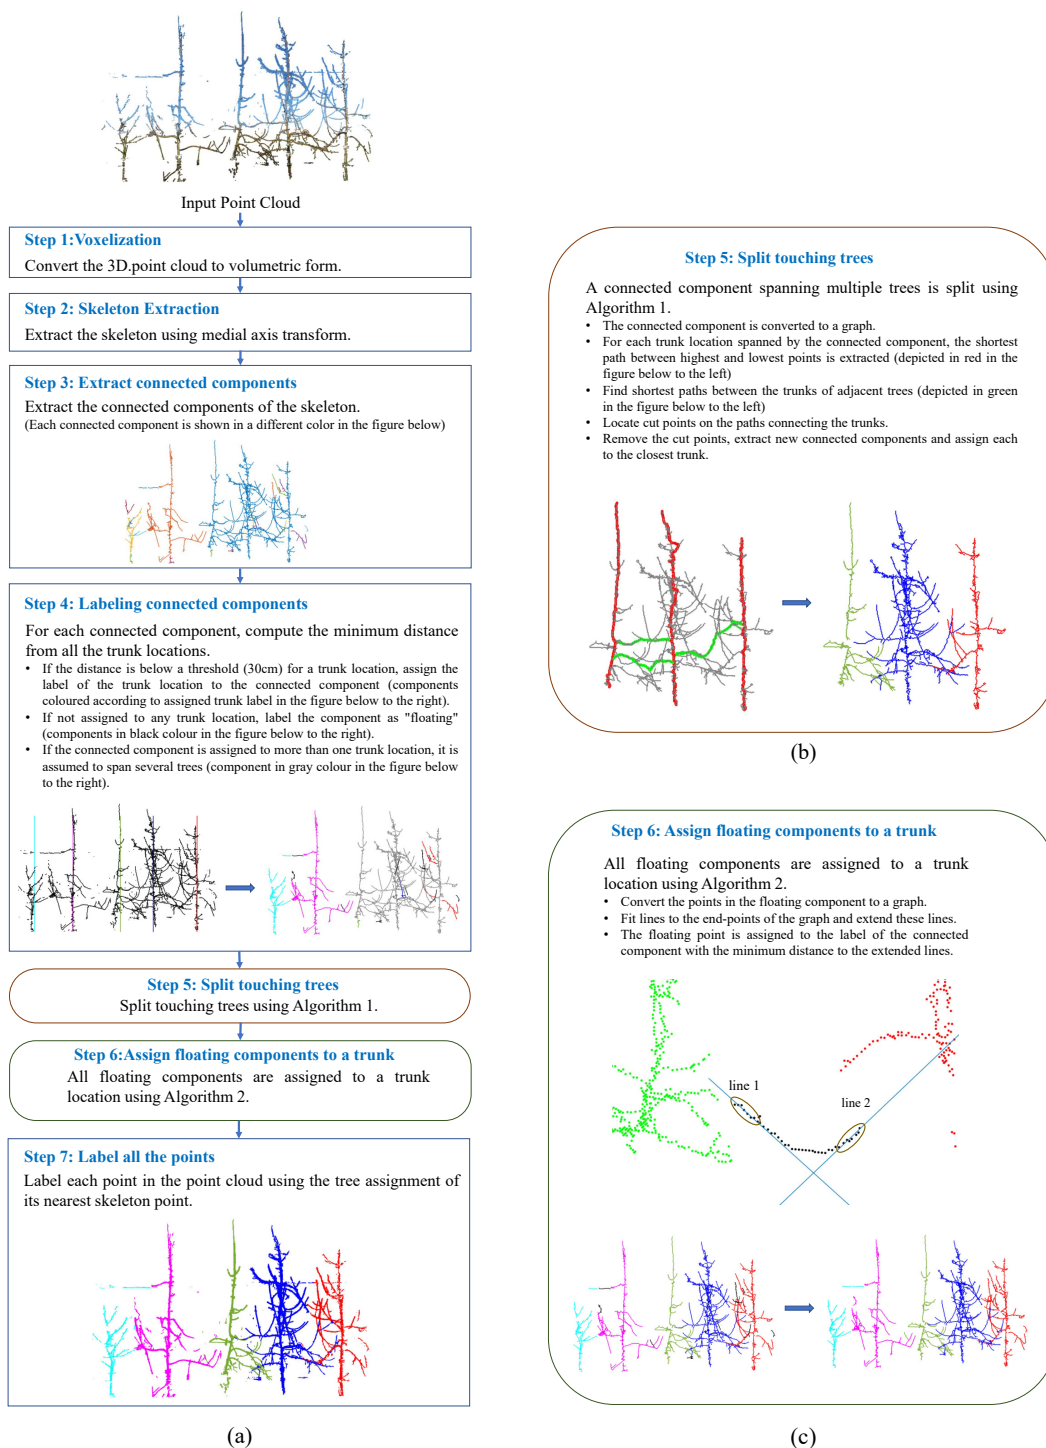 Input Point Cloud
Step 1:Voxelization
Convert the 3D.point cloud to volumetric form.
Step 2: Skeleton Extraction
Extract the skeleton using medial axis transform.
Step 3: Extract connected components
Extract the connected components of the skeleton.
(Each connected component is shown in a different color in the figure below)
Step 4: Labeling connected components
For each connected component, compute the minimum distance
from all the trunk locations.
• If the distance is below a threshold (30cm) for a trunk location, assign the
label of the trunk location to the connected component (components
coloured according to assigned trunk label in the figure below to the right).
• If not assigned to any trunk location, label the component as "floating"
(components in black colour in the figure below to the right).
• If the connected component is assigned to more than one trunk location, it is
assumed to span several trees (component in gray colour in the figure below
to the right).
Step 5: Split touching trees
Split touching trees using Algorithm 1.
Step 6:Assign floating components to a trunk
All floating components are assigned to a trunk
location using Algorithm 2.
Step 7: Label all the points
Label each point in the point cloud using the tree assignment of
its nearest skeleton point.
(a)
Step 5: Split touching trees
A connected component spanning multiple trees is split using
Algorithm 1.
• The connected component is converted to a graph.
• For each trunk location spanned by the connected component, the shortest
path between highest and lowest points is extracted (depicted in red in the
figure below to the left)
• Find shortest paths between the trunks of adjacent trees (depicted in green
in the figure below to the left)
• Locate cut points on the paths connecting the trunks.
• Remove the cut points, extract new connected components and assign each
to the closest trunk.
(b)
Step 6: Assign floating components to a trunk
All floating components are assigned to a trunk
location using Algorithm 2.
• Convert the points in the floating component to a graph.
• Fit lines to the end-points of the graph and extend these lines.
• The floating point is assigned to the label of the connected
component with the minimum distance to the extended lines.
line 1
line 2
(c)